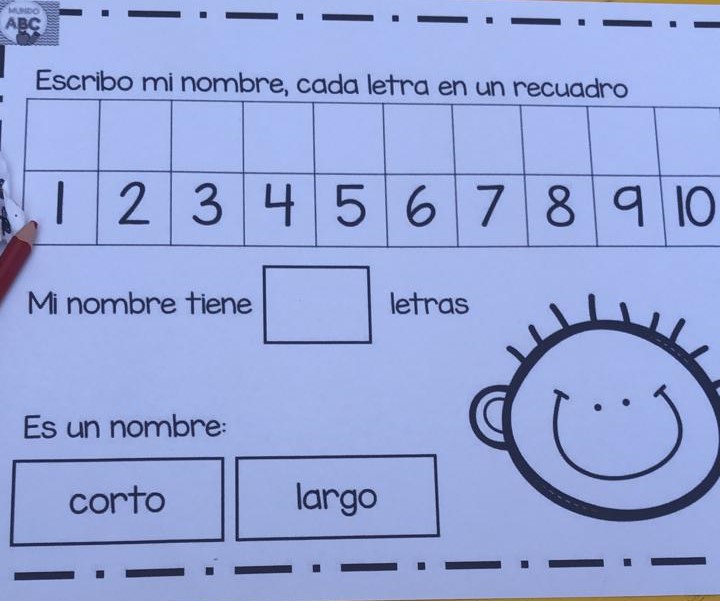 MUNDO
ABC
Escribo mi nombre, cada letra en un recuadro
1 2 3 4 5 6 7 8 9 10
Mi nombre tiene letras
Es un nombre:
corto largo